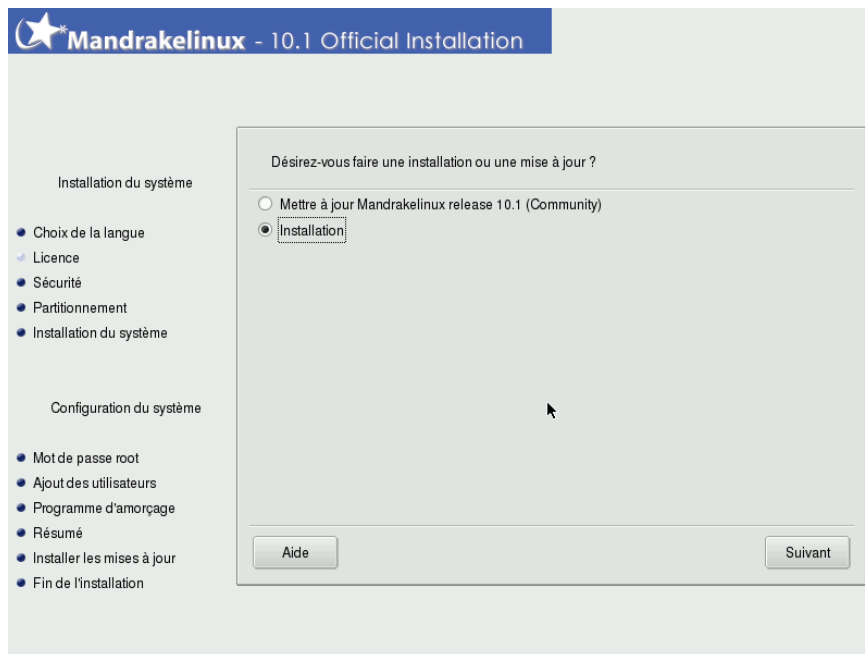 Mandrakelinux - 10.1 Official Installation
Installation du système
Choix de la langue
Licence
Sécurité
Partitionnement
Installation du système
Configuration du système
Mot de passe root
Ajout des utilisateurs
Programme d'amorçage
Résumé
Installer les mises à jour
Fin de l'installation
Désirez-vous faire une installation ou une mise à jour ?
Mettre à jour Mandrakelinux release 10.1 (Community)
Installation
Aide
Suivant